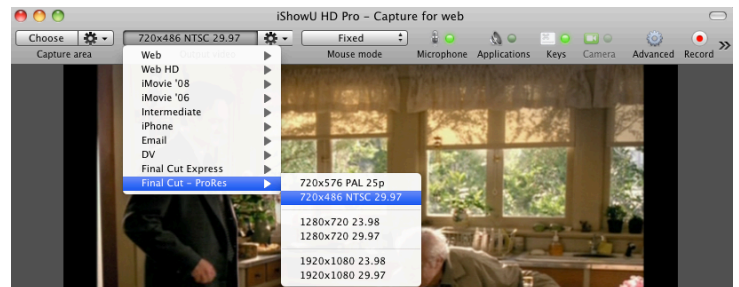 iShowU HD Pro – Capture for web
Choose 720x486 NTSC 29.97 Fixed
Capture area Mouse mode Microphone Applications Keys Camera Advanced Record
Web
Web HD
iMovie '08
iMovie '06
Intermediate
iPhone
Email
DV
Final Cut Express
Final Cut – ProRes
720x576 PAL 25p
720x486 NTSC 29.97
1280x720 23.98
1280x720 29.97
1920x1080 23.98
1920x1080 29.97